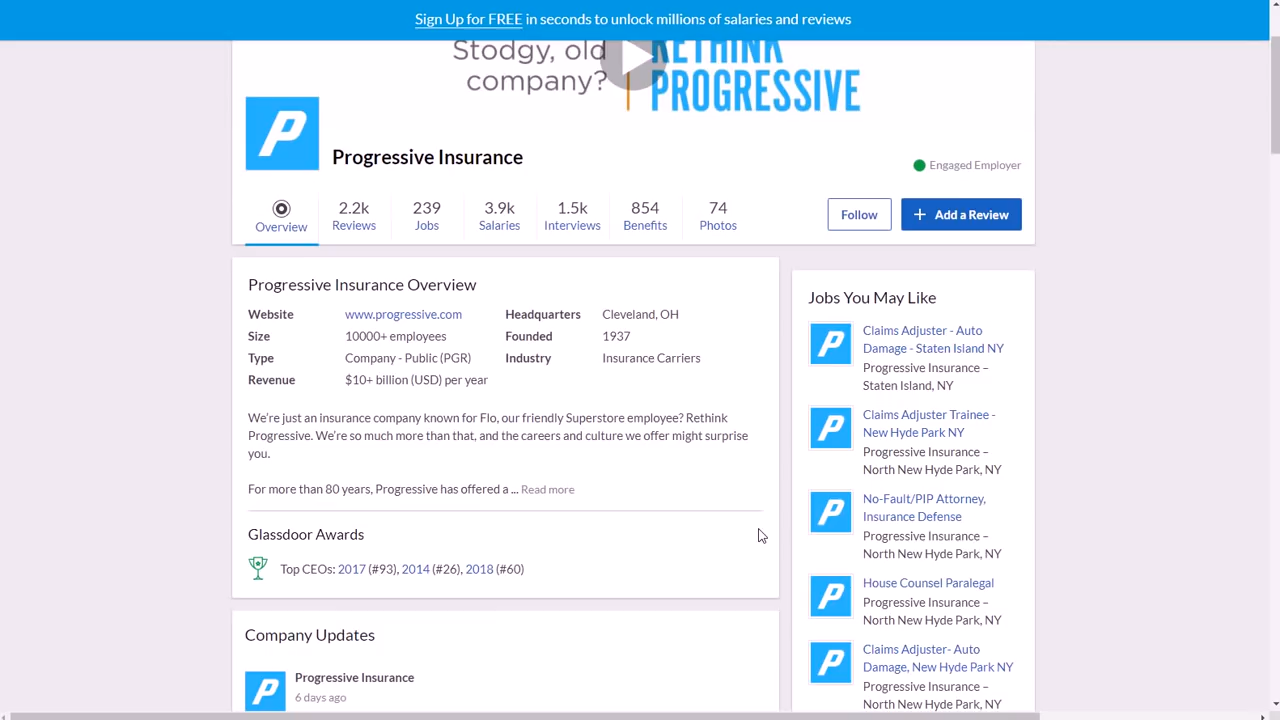 Sign Up for FREE in seconds to unlock millions of salaries and reviews
Stodgy, old
company?
RETHINK
PROGRESSIVE
Progressive Insurance
Engaged Employer
Overview
2.2k
Reviews
239
Jobs
3.9k
Salaries
1.5k
Interviews
854
Benefits
74
Photos
Follow
+ Add a Review
Progressive Insurance Overview
Website www.progressive.com Headquarters Cleveland, OH
Size 10000+ employees Founded 1937
Type Company - Public (PGR) Industry Insurance Carriers
Revenue $10+ billion (USD) per year
We're just an insurance company known for Flo, our friendly Superstore employee? Rethink
Progressive. We're so much more than that, and the careers and culture we offer might surprise
you.
For more than 80 years, Progressive has offered a ... Read more
Glassdoor Awards
Top CEOs: 2017 (#93), 2014 (#26), 2018 (#60)
Company Updates
Progressive Insurance
6 days ago
Jobs You May Like
Claims Adjuster - Auto
Damage - Staten Island NY
Progressive Insurance –
Staten Island, NY
Claims Adjuster Trainee -
New Hyde Park NY
Progressive Insurance –
North New Hyde Park, NY
No-Fault/PIP Attorney,
Insurance Defense
Progressive Insurance –
North New Hyde Park, NY
House Counsel Paralegal
Progressive Insurance –
North New Hyde Park, NY
Claims Adjuster- Auto
Damage, New Hyde Park NY
Progressive Insurance –
North New Hyde Park, NY